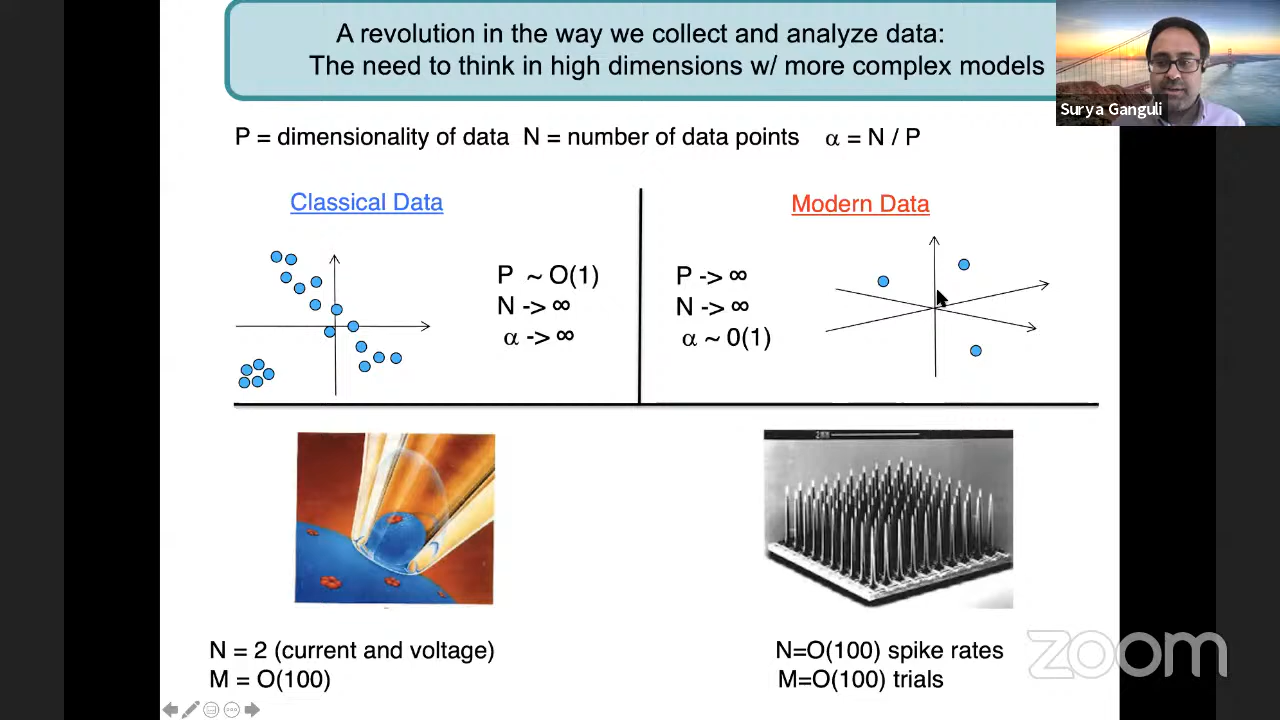 A revolution in the way we collect and analyze data:
The need to think in high dimensions w/ more complex models
Surya Ganguli
P = dimensionality of data N = number of data points α = N / P
Classical Data
P ~ O(1)
N -> ∞
α -> ∞
Modern Data
P -> ∞
N -> ∞
α ~ 0(1)
N = 2 (current and voltage)
M = O(100)
N=O(100) spike rates
M=O(100) trials
zoom